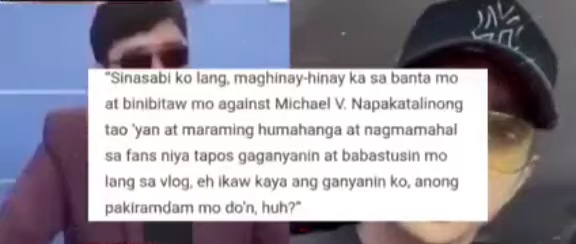 "Sinasabi ko lang, maghinay-hinay ka sa banta mo
at binibitaw mo against Michael V. Napakatalinong
tao 'yan at maraming humahanga at nagmamahal
sa fans niya tapos gaganyanin at babastusin mo
lang sa vlog, eh ikaw kaya ang ganyanin ko, anong
pakiramdam mo do'n, huh?"